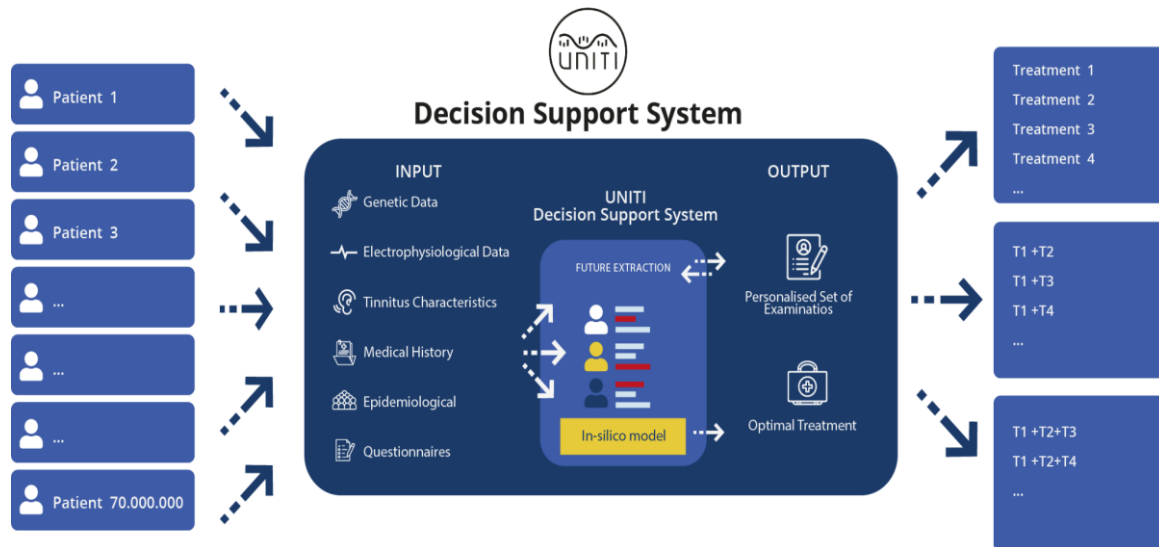 UNITI
Decision Support System
Patient 1
Patient 2
Patient 3
...
...
...
Patient 70.000.000
INPUT
Genetic Data
Electrophysiological Data
Tinnitus Characteristics
Medical History
Epidemiological
Questionnaires
UNITI
Decision Support System
FUTURE EXTRACTION
In-silico model
OUTPUT
Personalised Set of
Examinatios
Optimal Treatment
Treatment 1
Treatment 2
Treatment 3
Treatment 4
...
T1 +T2
T1 +T3
T1 +T4
...
T1 +T2+T3
T1 +T2+T4
...